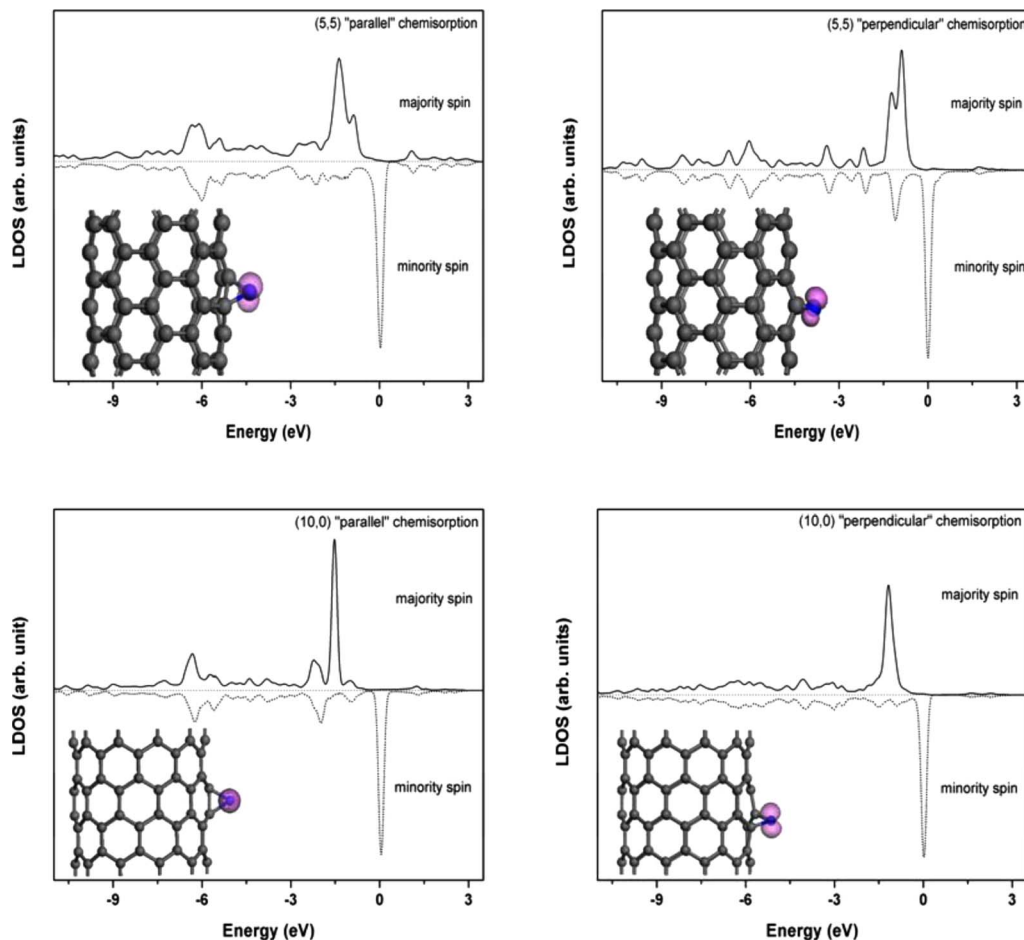 (5,5) "parallel" chemisorption
majority spin
minority spin
LDOS (arb. units)
-9 -6 -3 0 3
Energy (eV)
(5,5) "perpendicular" chemisorption
majority spin
minority spin
LDOS (arb. units)
-9 -6 -3 0 3
Energy (eV)
(10,0) "parallel" chemisorption
majority spin
minority spin
LDOS (arb. unit)
-9 -6 -3 0 3
Energy (eV)
(10,0) "perpendicular" chemisorption
majority spin
minority spin
LDOS (arb. units)
-9 -6 -3 0 3
Energy (eV)